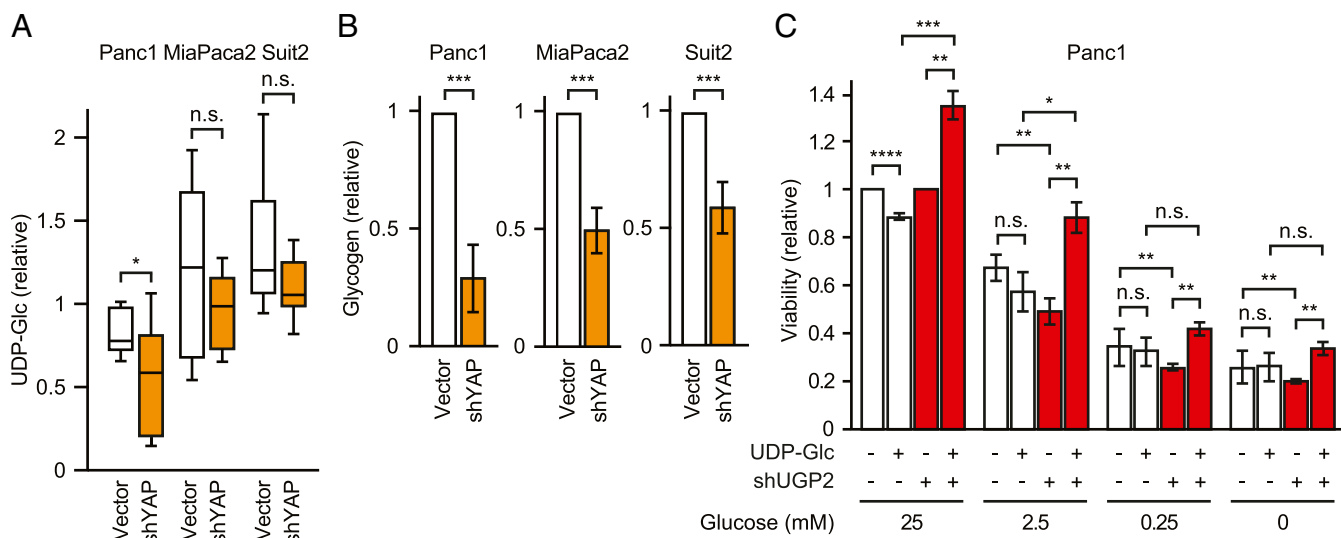 A
Panc1 MiaPaca2 Suit2
n.s.
n.s.
*
UDP-Glc (relative)
2
1.5
1
0.5
0
Vector
shYAP
Vector
shYAP
Vector
shYAP
B
Panc1
MiaPaca2
Suit2
***
***
***
Glycogen (relative)
1
0.5
0
1
0.5
0
1
0.5
0
Vector
shYAP
Vector
shYAP
Vector
shYAP
C
Panc1
***
**
****
*
**
**
n.s.
n.s.
**
n.s.
**
n.s.
**
n.s.
**
Viability (relative)
1.4
1.2
1
0.8
0.6
0.4
0.2
0
UDP-Glc - + - + - + - + - + - + - + - +
shUGP2 - - + + - - + + - - + + - - + +
Glucose (mM) 25 2.5 0.25 0